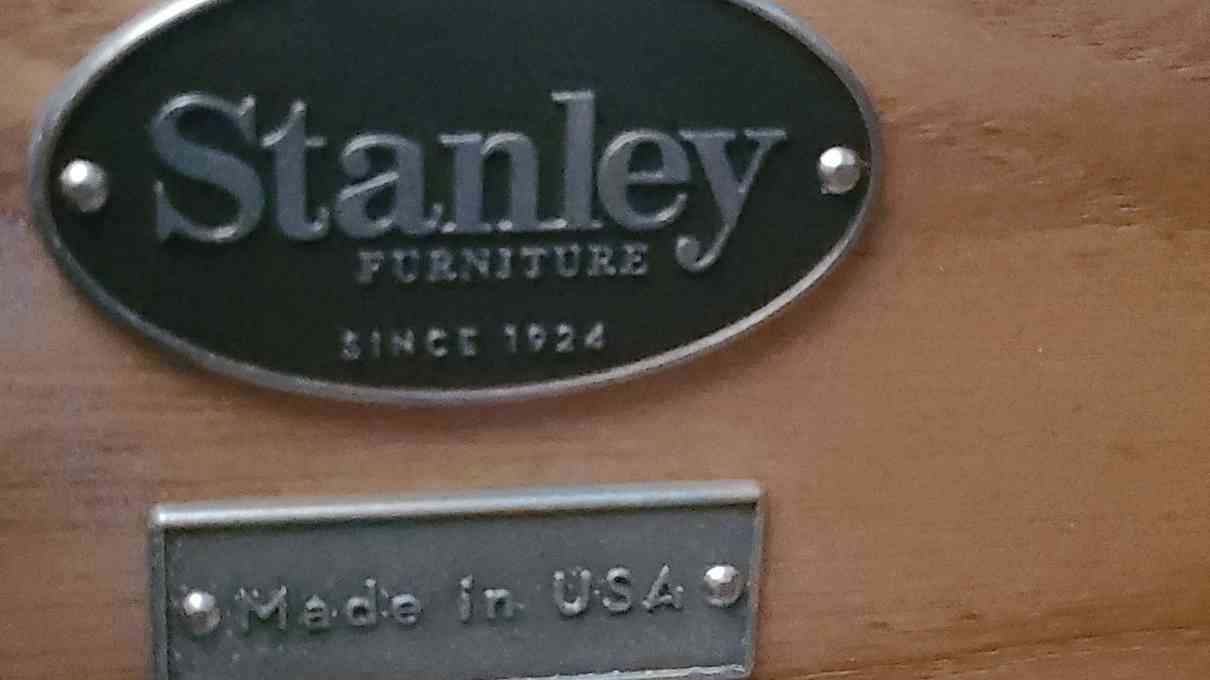 Stanley
FURNITURE
SINCE 1924
Made in USA